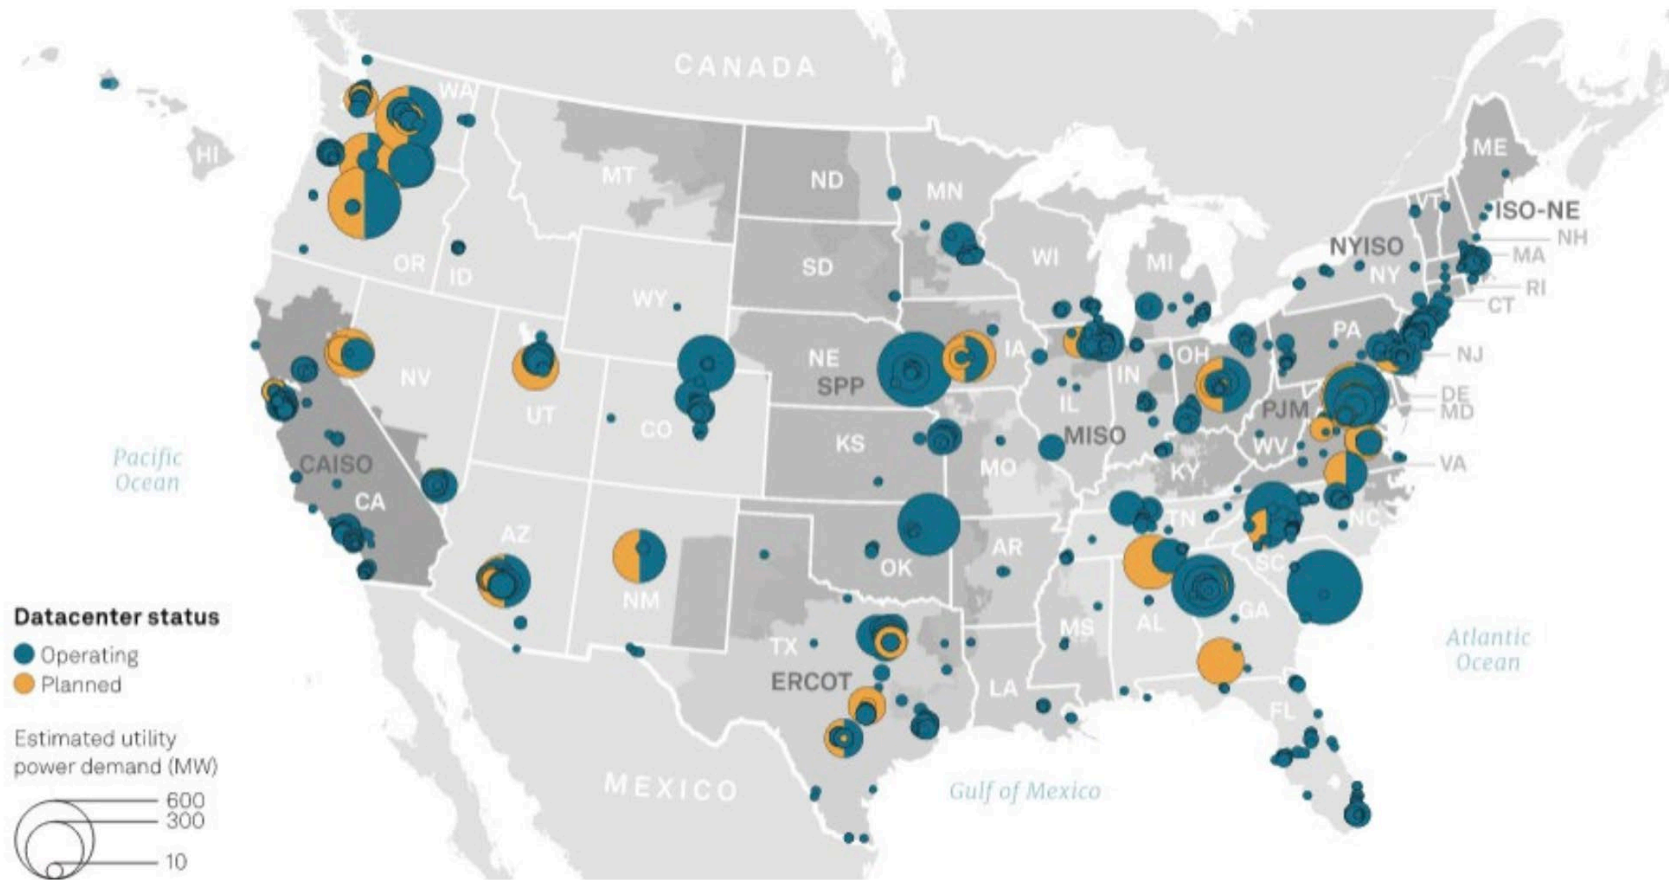 CANADA
WA
HI
MT
ND
MN
ME
VT
ISO-NE
NH
NYISO
MA
NY
RI
CT
OR
ID
SD
WI
MI
WY
PA
NJ
NV
UT
NE
SPP
IA
OH
IN
IL
PJM
DE
MD
CO
KS
MISO
MO
WV
VA
KY
Pacific
Ocean
CAISO
CA
AZ
NM
OK
AR
TN
NC
SC
GA
AL
MS
TX
ERCOT
LA
FL
Atlantic
Ocean
MEXICO
Gulf of Mexico
Datacenter status
Operating
Planned
Estimated utility
power demand (MW)
600
300
10